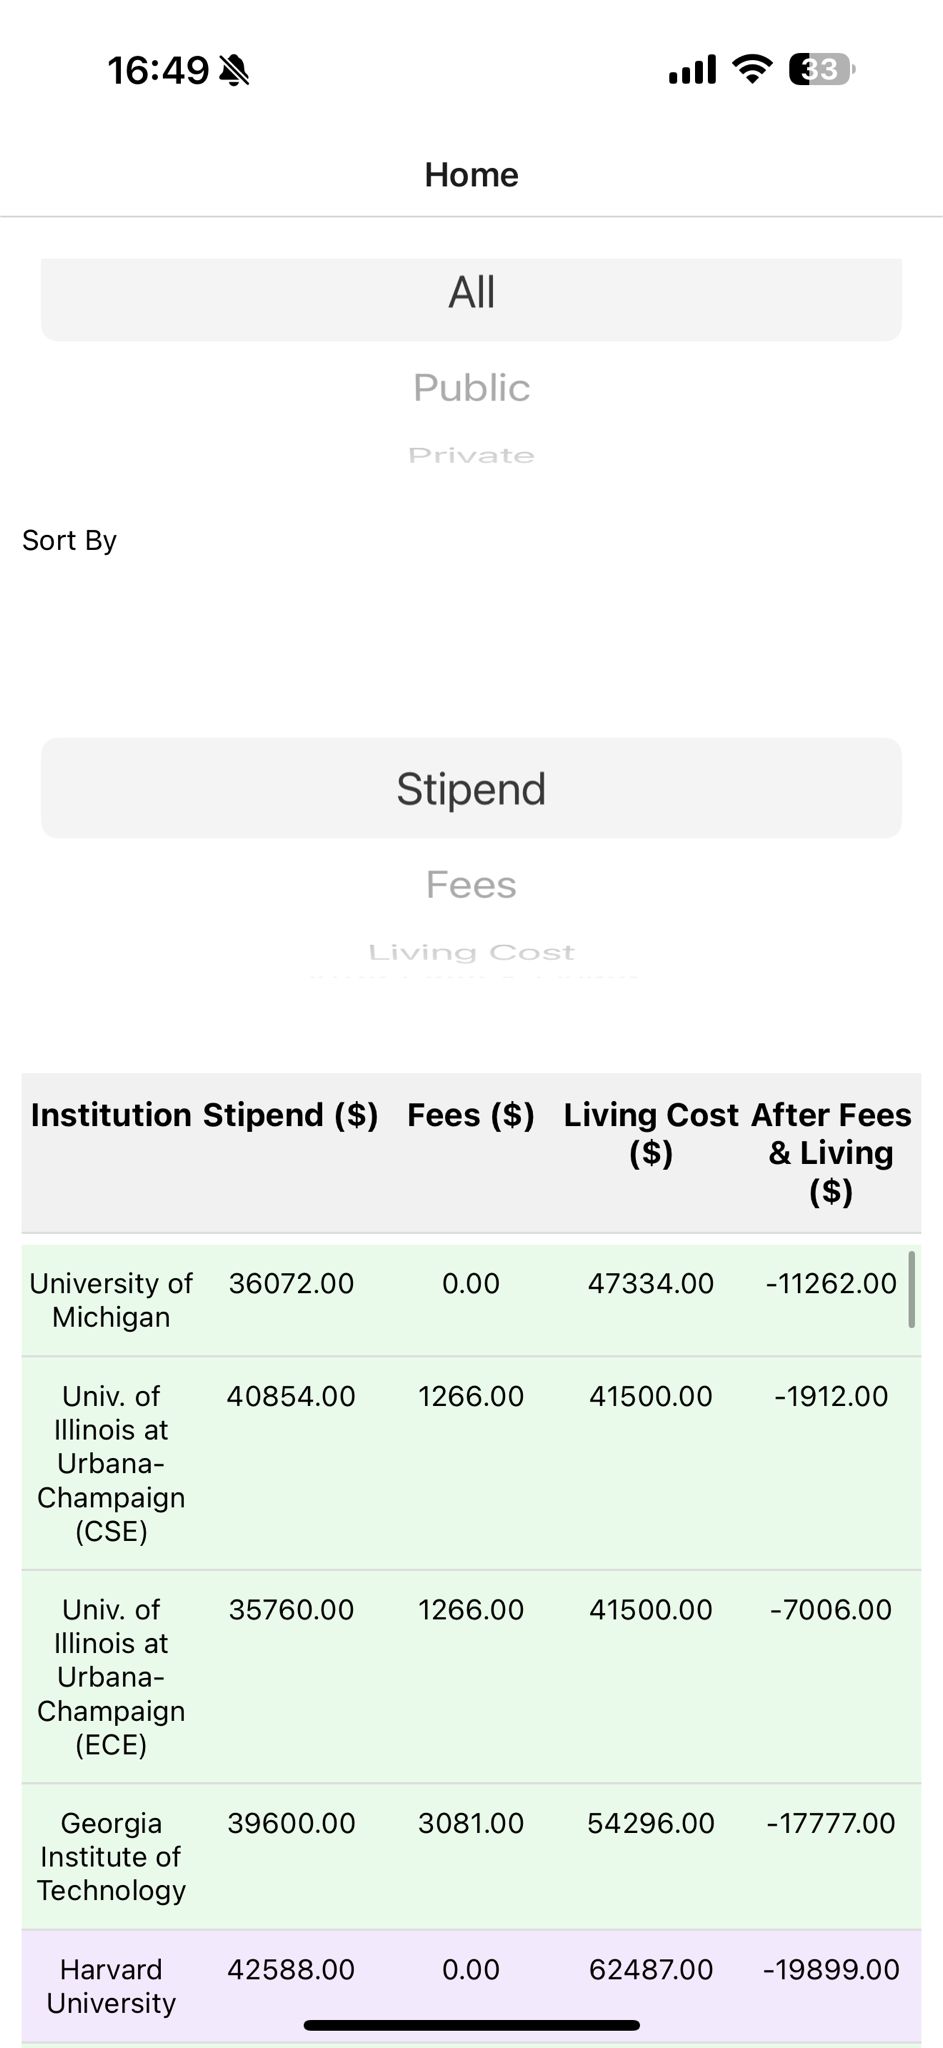 16:49
33
Home
All
Public
Private
Sort By
Stipend
Fees
Living Cost
Institution Stipend ($) Fees ($) Living Cost ($) After Fees & Living ($)
University of Michigan 36072.00 0.00 47334.00 -11262.00
Univ. of Illinois at Urbana-Champaign (CSE) 40854.00 1266.00 41500.00 -1912.00
Univ. of Illinois at Urbana-Champaign (ECE) 35760.00 1266.00 41500.00 -7006.00
Georgia Institute of Technology 39600.00 3081.00 54296.00 -17777.00
Harvard University 42588.00 0.00 62487.00 -19899.00